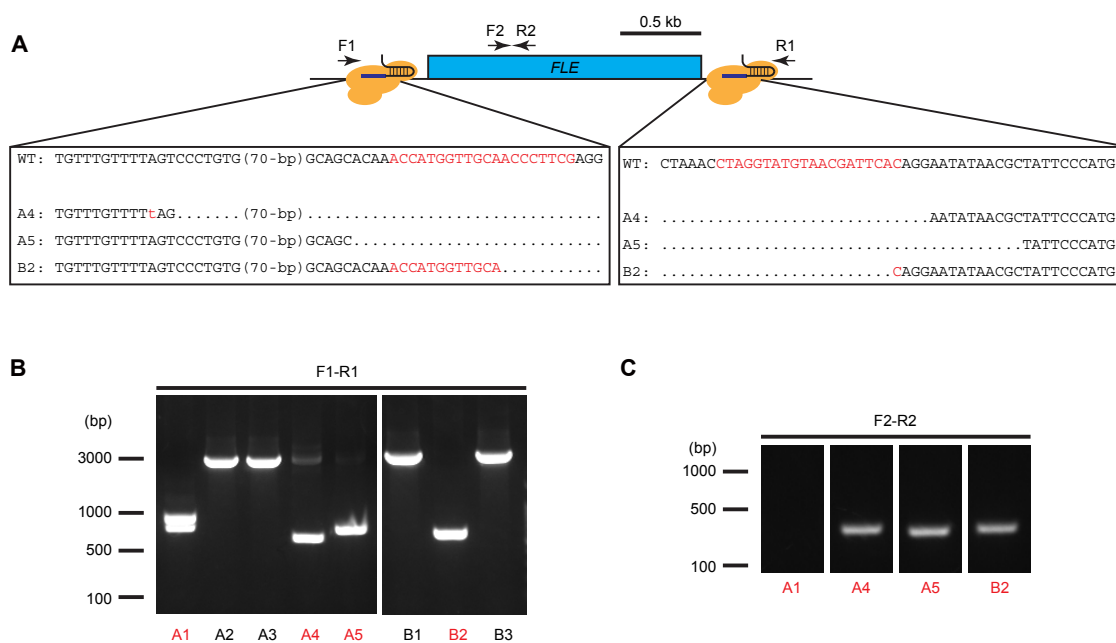 A
F1
F2
R2
0.5 kb
R1
FLE
WT: TGTTTGTTTTAGTCCCTGTG(70-bp)GCAGCACAAACCATGGTTGCAACCCTTCGAGG
A4: TGTTTGTTTTtAG.......(70-bp)................................
A5: TGTTTGTTTTAGTCCCTGTG(70-bp)GCAGC...........................
B2: TGTTTGTTTTAGTCCCTGTG(70-bp)GCAGCACAAACCATGGTTGCA...........
WT: CTAAACCTAGGTATGTAACGATTCACAGGAATATAACGCTATTCCCATG
A4: .............................AATATAACGCTATTCCCATG
A5: .......................................TATTCCCATG
B2: .........................CAGGAATATAACGCTATTCCCATG
B
F1-R1
(bp)
3000
1000
500
100
A1 A2 A3 A4 A5 B1 B2 B3
C
F2-R2
(bp)
1000
500
100
A1 A4 A5 B2